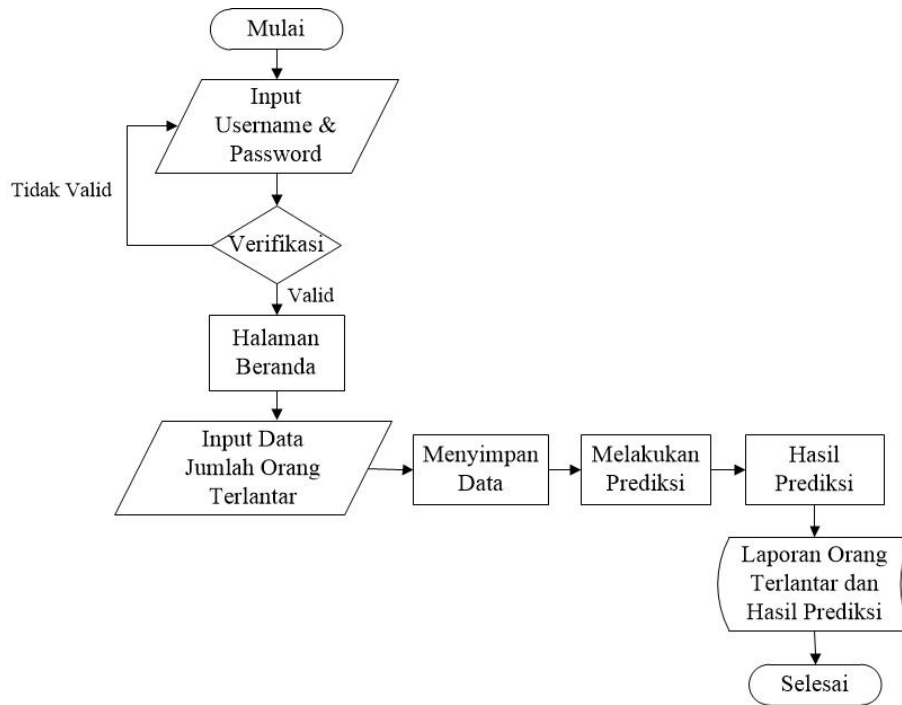 Mulai
Input
Username &
Password
Tidak Valid
Verifikasi
Valid
Halaman
Beranda
Input Data
Jumlah Orang
Terlantar
Menyimpan
Data
Melakukan
Prediksi
Hasil
Prediksi
Laporan Orang
Terlantar dan
Hasil Prediksi
Selesai